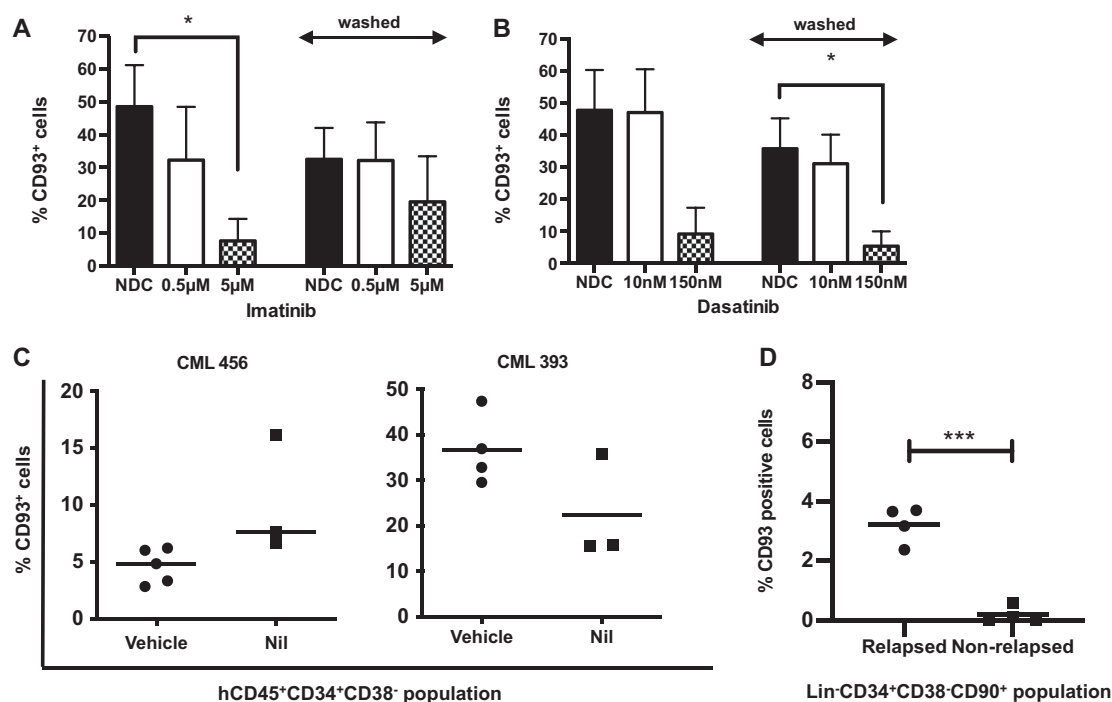 A
*
washed
% CD93⁺ cells
70
60
50
40
30
20
10
0
NDC 0.5µM 5µM NDC 0.5µM 5µM
Imatinib
B
washed
*
% CD93⁺ cells
70
60
50
40
30
20
10
0
NDC 10nM 150nM NDC 10nM 150nM
Dasatinib
C
CML 456
% CD93⁺ cells
20
15
10
5
0
Vehicle Nil
CML 393
50
40
30
20
10
0
Vehicle Nil
hCD45⁺CD34⁺CD38⁻ population
D
% CD93 positive cells
8
6
4
2
0
***
Relapsed Non-relapsed
Lin⁻CD34⁺CD38⁻CD90⁺ population